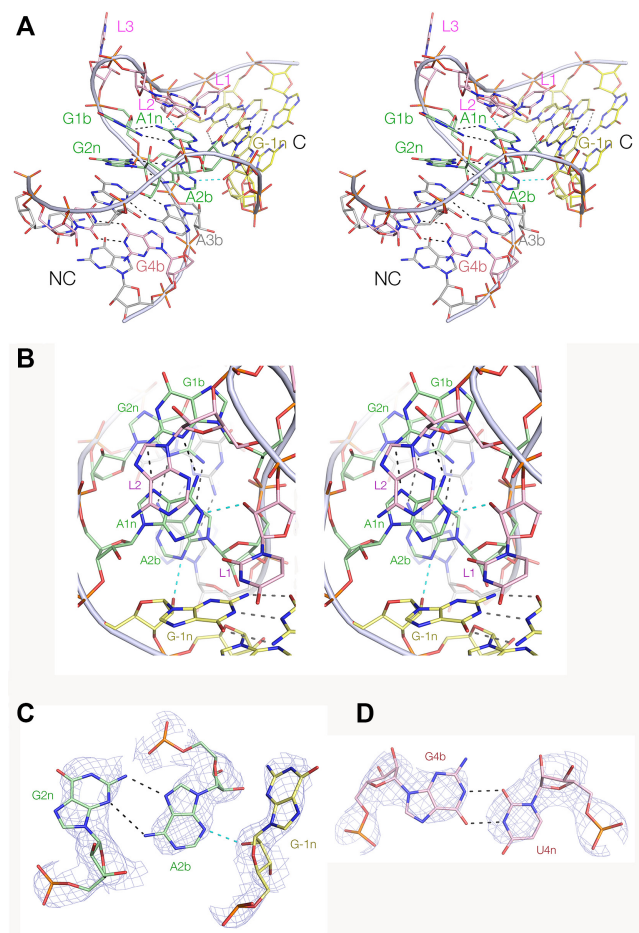 A
L3 L3
L1 L1
L2 L2
G1b A1n G1b A1n
G-1n C G-1n C
G2n G2n
A2b A2b
A3b A3b
NC G4b NC G4b
B
G1b G1b
G2n G2n
L2 L2
A1n A1n
A2b A2b
L1 L1
G-1n G-1n
C D
G4b
G2n
A2b G-1n
U4n